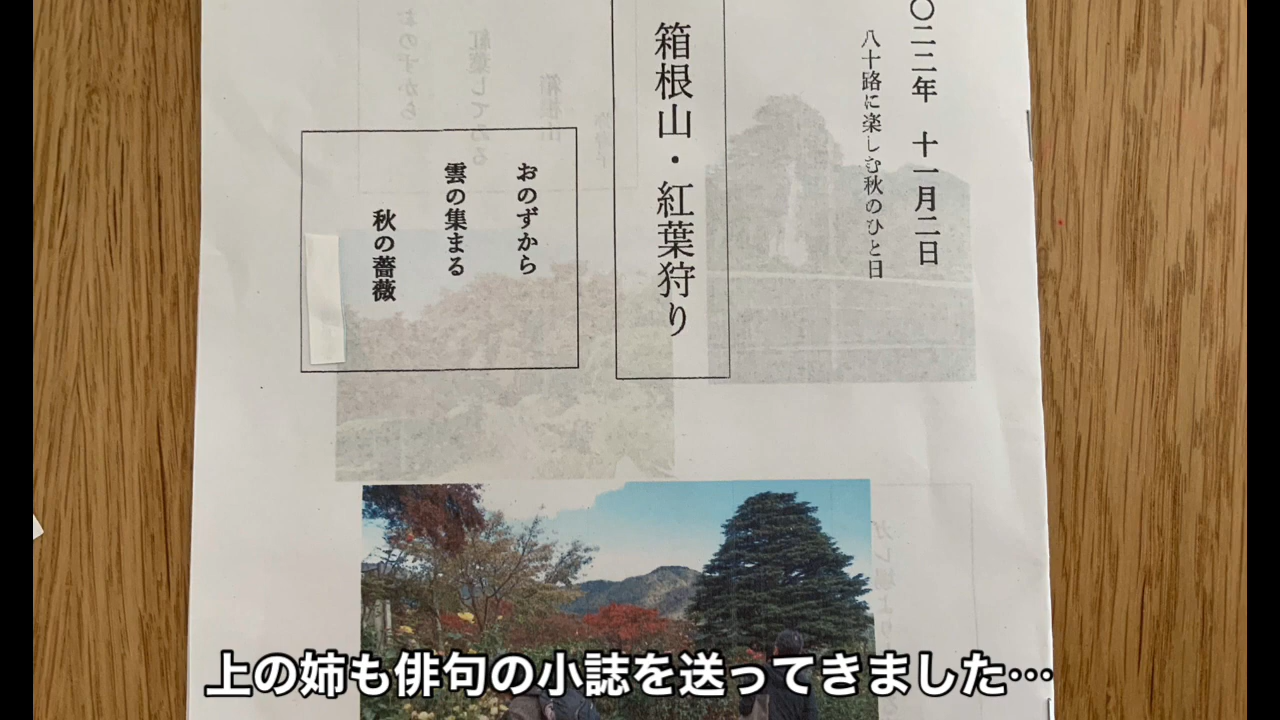 〇二二年 十一月二日
八十路に楽しむ秋のひと日
箱根山・紅葉狩り
おのずから
雲の集まる
秋の薔薇
上の姉も俳句の小誌を送ってきました…